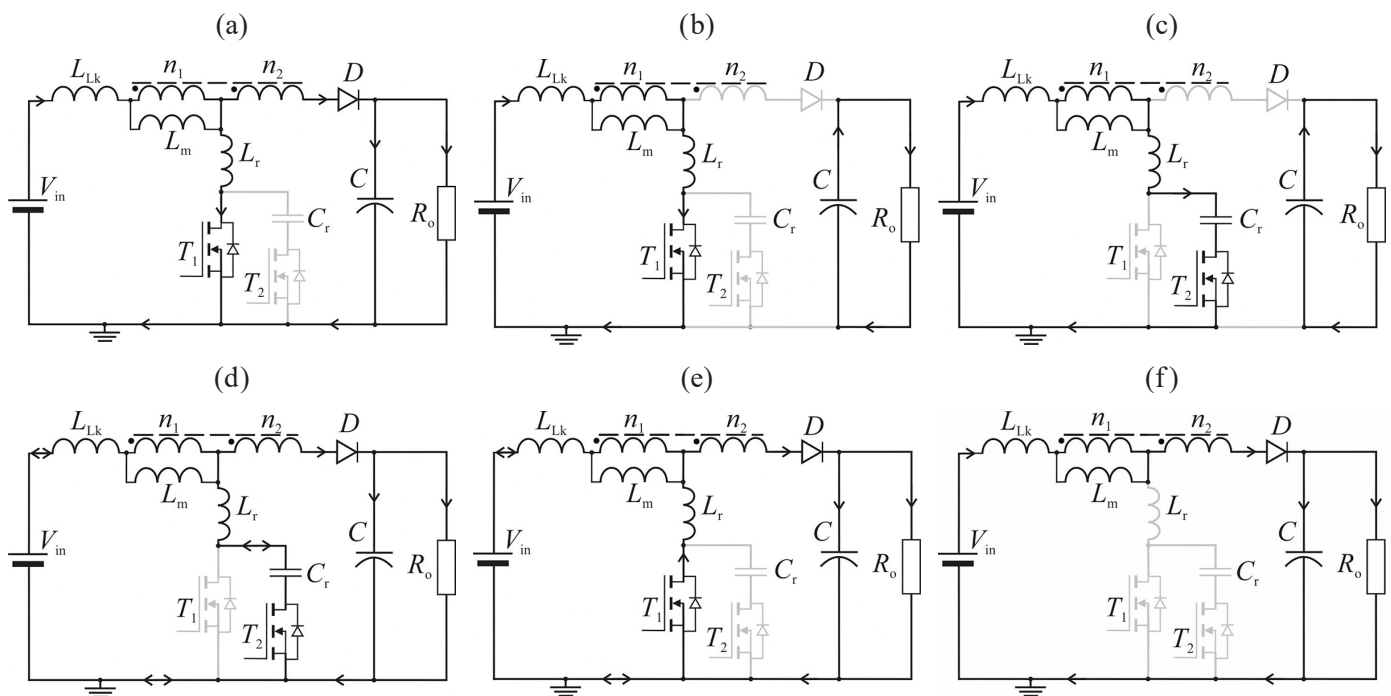 (a)
L_Lk n_1 n_2 D
L_m L_r
V_in C
C_r R_o
T_1
T_2
(b)
L_Lk n_1 n_2 D
L_m L_r
V_in C
C_r R_o
T_1
T_2
(c)
L_Lk n_1 n_2 D
L_m L_r
V_in C
C_r R_o
T_1
T_2
(d)
L_Lk n_1 n_2 D
L_m L_r
V_in C
C_r R_o
T_1
T_2
(e)
L_Lk n_1 n_2 D
L_m L_r
V_in C
C_r R_o
T_1
T_2
(f)
L_Lk n_1 n_2 D
L_m L_r
V_in C
C_r R_o
T_1
T_2